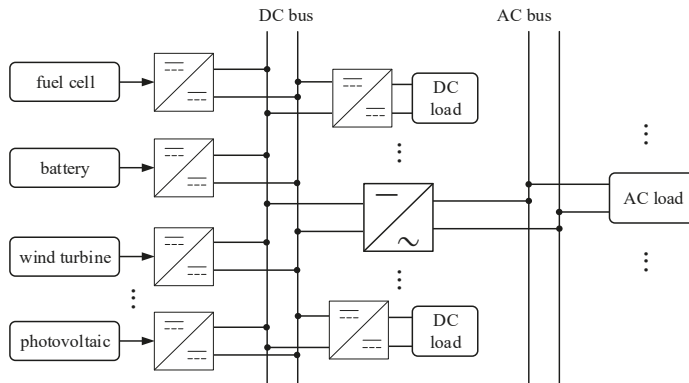 DC bus
AC bus
fuel cell
DC
load
battery
AC load
wind turbine
photovoltaic
DC
load